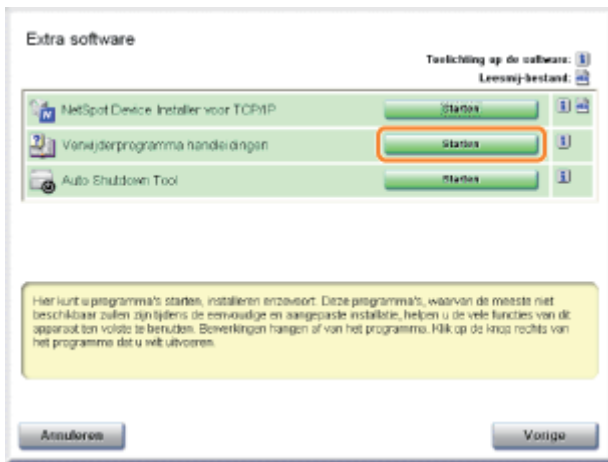 Extra software
Toelichting op de software:
Leesmij-bestand:
NetSpot Device Installer voor TCP/IP
Starten
Verwijderprogramma handleidingen
Starten
Auto Shutdown Tool
Starten
Hier kunt u programma's starten, installeren enzovoort. Deze programma's, waarvan de meeste niet
beschikbaar zullen zijn tijdens de eenvoudige en aangepaste installatie, helpen u de vele functies van dit
apparaat ten volste te benutten. Bewerkingen hangen af van het programma. Klik op de knop rechts van
het programma dat u wilt uitvoeren.
Annuleren
Vorige